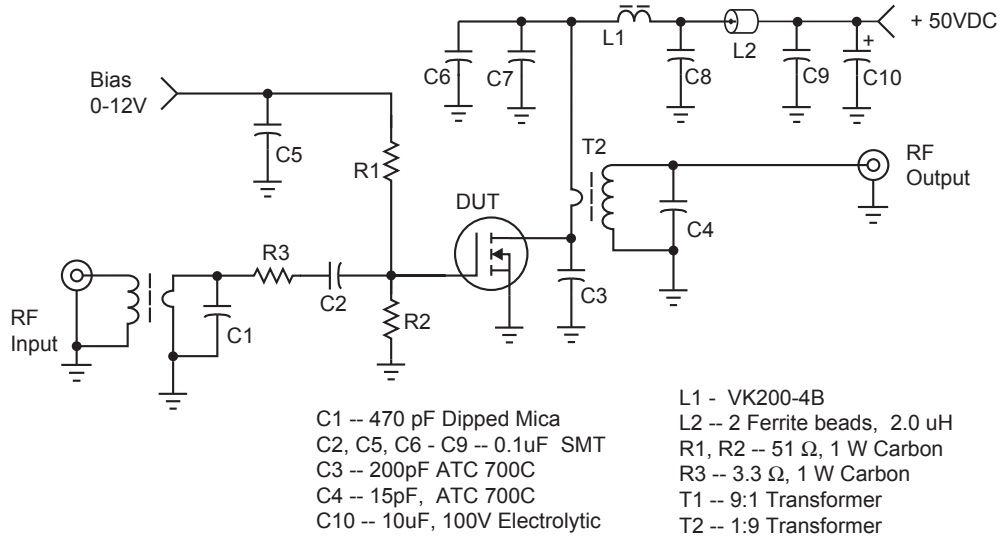 + 50VDC
L1
L2
C6
C7
C8
C9
+
C10
Bias
0-12V
C5
R1
T2
RF
Output
DUT
C4
R3
C2
C3
RF
Input
C1
R2
C1 -- 470 pF Dipped Mica
C2, C5, C6 - C9 -- 0.1uF SMT
C3 -- 200pF ATC 700C
C4 -- 15pF, ATC 700C
C10 -- 10uF, 100V Electrolytic
L1 - VK200-4B
L2 -- 2 Ferrite beads, 2.0 uH
R1, R2 -- 51 Ω, 1 W Carbon
R3 -- 3.3 Ω, 1 W Carbon
T1 -- 9:1 Transformer
T2 -- 1:9 Transformer